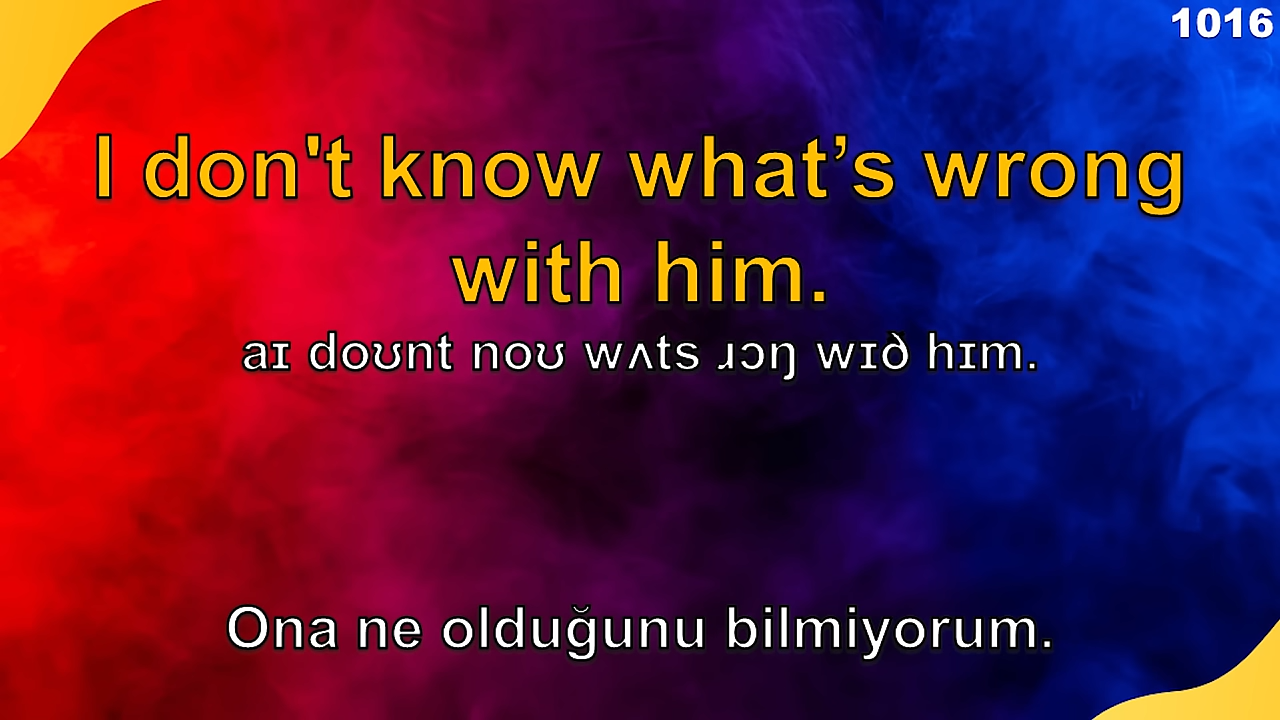 1016
I don't know what’s wrong
with him.
aɪ doʊnt noʊ wʌts ɹɔŋ wɪð hɪm.
Ona ne olduğunu bilmiyorum.